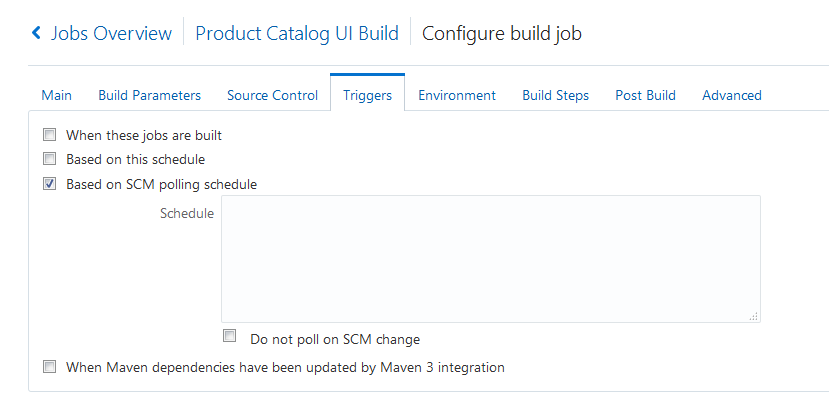 Jobs Overview Product Catalog UI Build Configure build job
Main Build Parameters Source Control Triggers Environment Build Steps Post Build Advanced
When these jobs are built
Based on this schedule
Based on SCM polling schedule
Schedule
Do not poll on SCM change
When Maven dependencies have been updated by Maven 3 integration